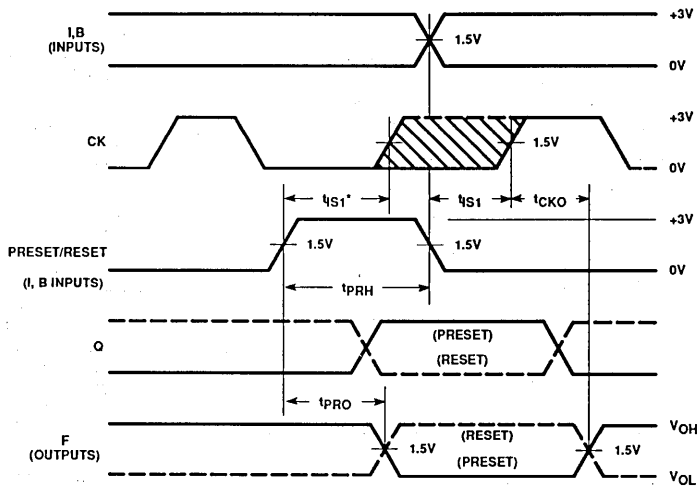 I,B
(INPUTS)
+3V
1.5V
0V
CK
+3V
1.5V
0V
tIS1*
tIS1
tCKO
PRESET/RESET
(I, B INPUTS)
+3V
1.5V
1.5V
0V
tPRH
Q
(PRESET)
(RESET)
tPRO
F
(OUTPUTS)
VOH
(RESET)
1.5V
1.5V
(PRESET)
VOL